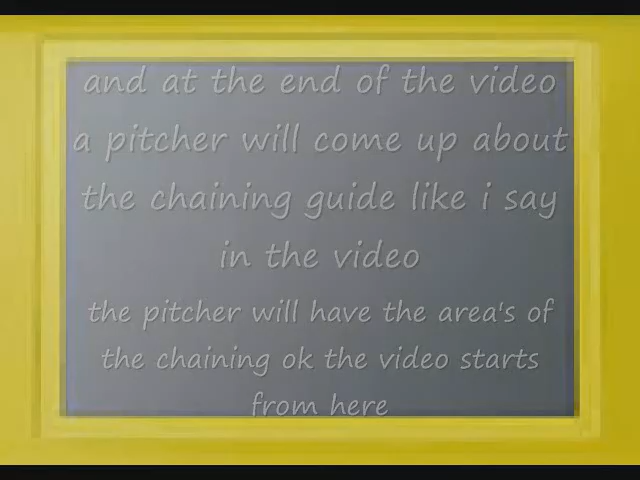 and at the end of the video
a pitcher will come up about
the chaining guide like i say
in the video
the pitcher will have the area's of
the chaining ok the video starts
from here